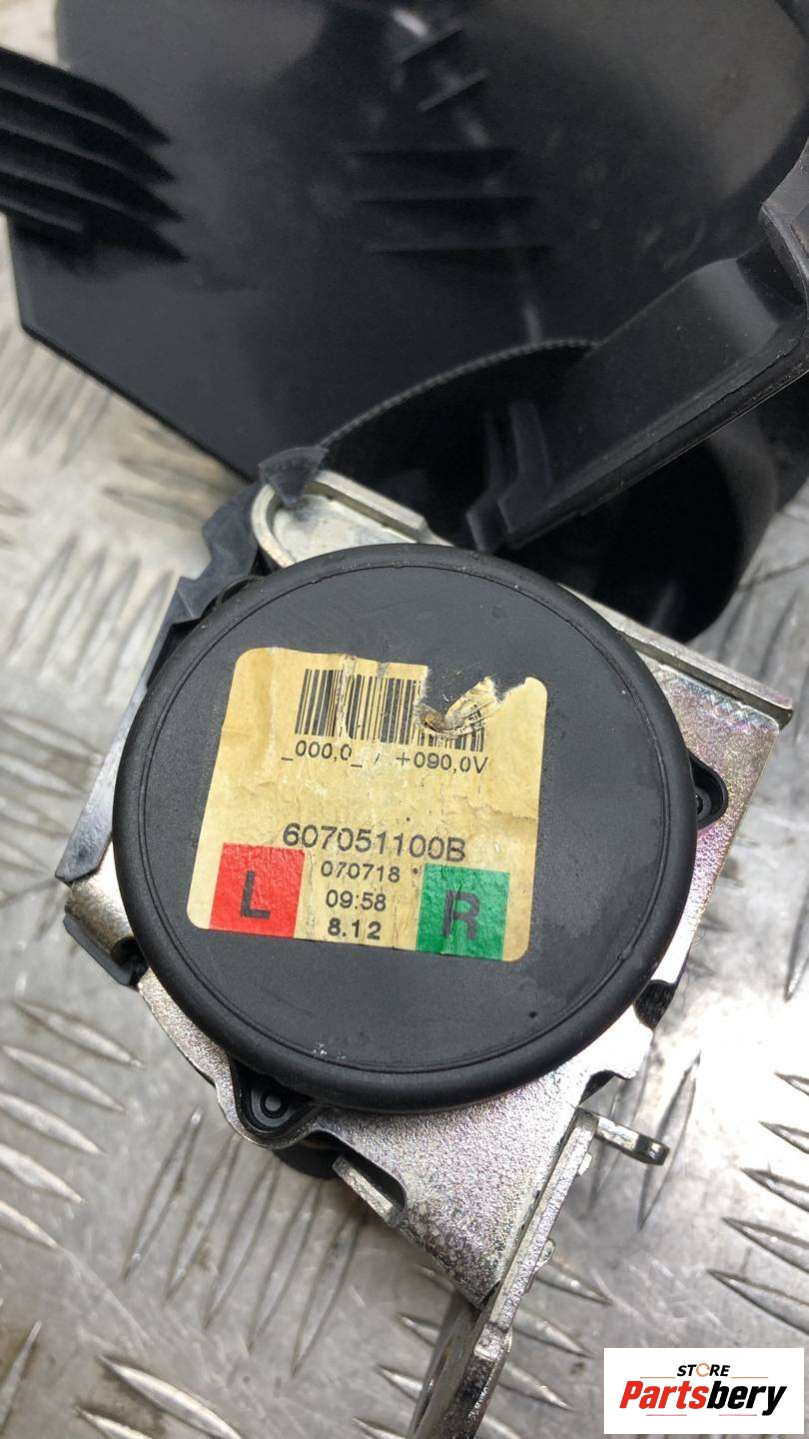 _000,0_ / +090,0V
607051100B
070718 *
L 09:58 R
8.12
STORE
Partsbery